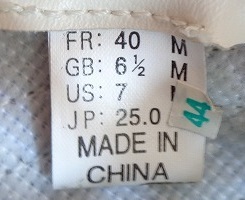 FR: 40 M
GB: 6½ M
US: 7
JP: 25.0
44
MADE IN
CHINA